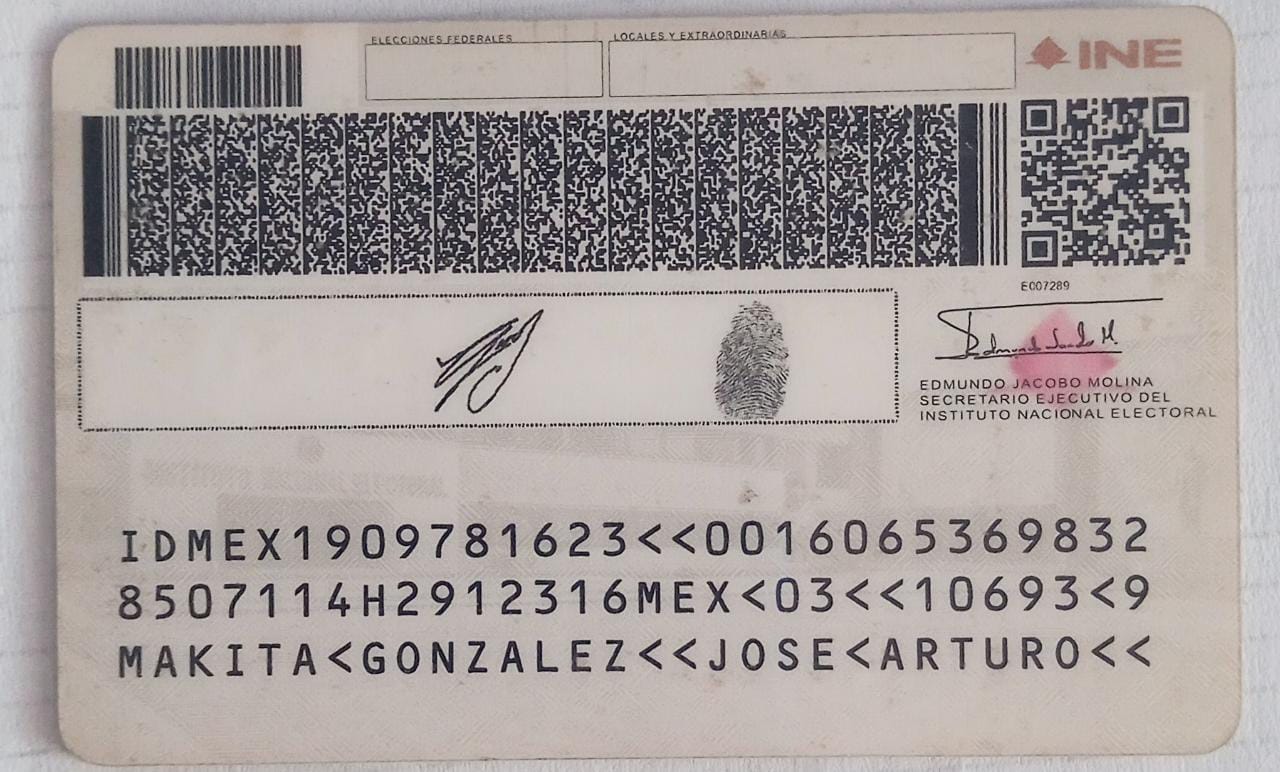 ELECCIONES FEDERALES
LOCALES Y EXTRAORDINARIAS
INE
E007289
EDMUNDO JACOBO MOLINA
SECRETARIO EJECUTIVO DEL
INSTITUTO NACIONAL ELECTORAL
IDMEX1909781623<<0016065369832
8507114H2912316MEX<03<<10693<9
MAKITA<GONZALEZ<<JOSE<ARTURO<<